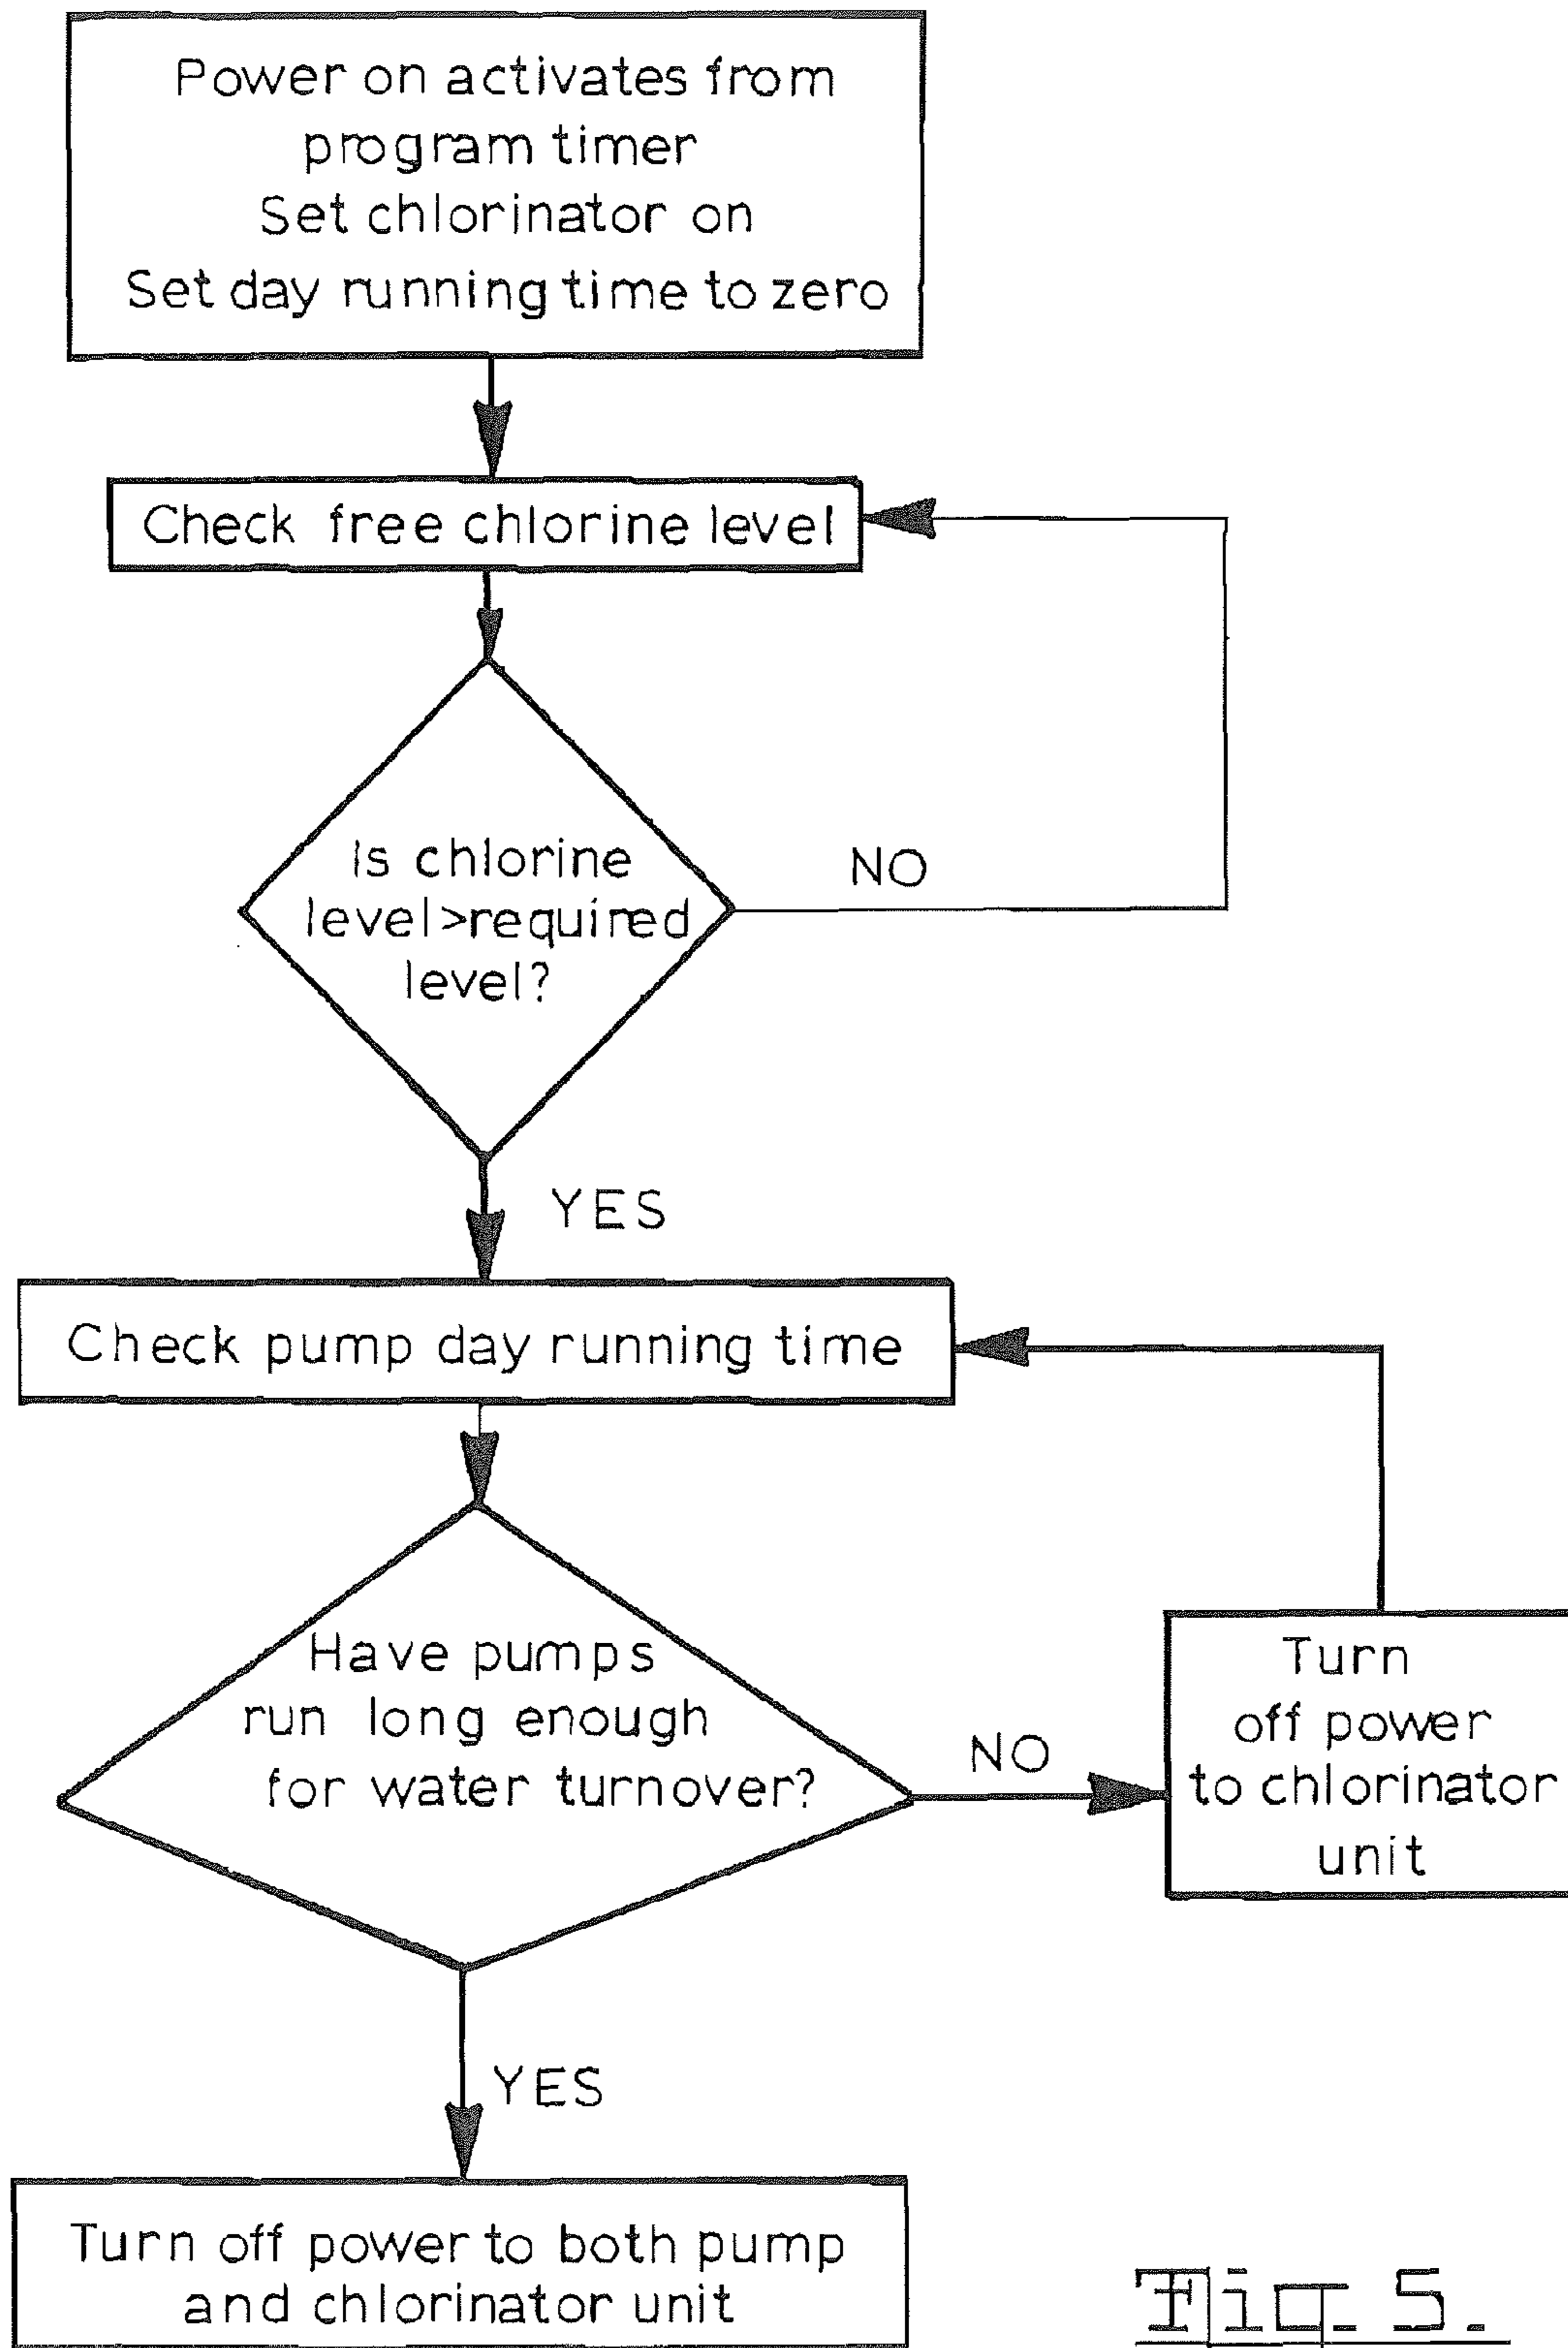 Power on activates from
program timer
Set chlorinator on
Set day running time to zero
Check free chlorine level
Is chlorine
level>required
level?
NO
YES
Check pump day running time
Have pumps
run long enough
for water turnover?
NO
Turn
off power
to chlorinator
unit
YES
Turn off power to both pump
and chlorinator unit
Fig. 5.